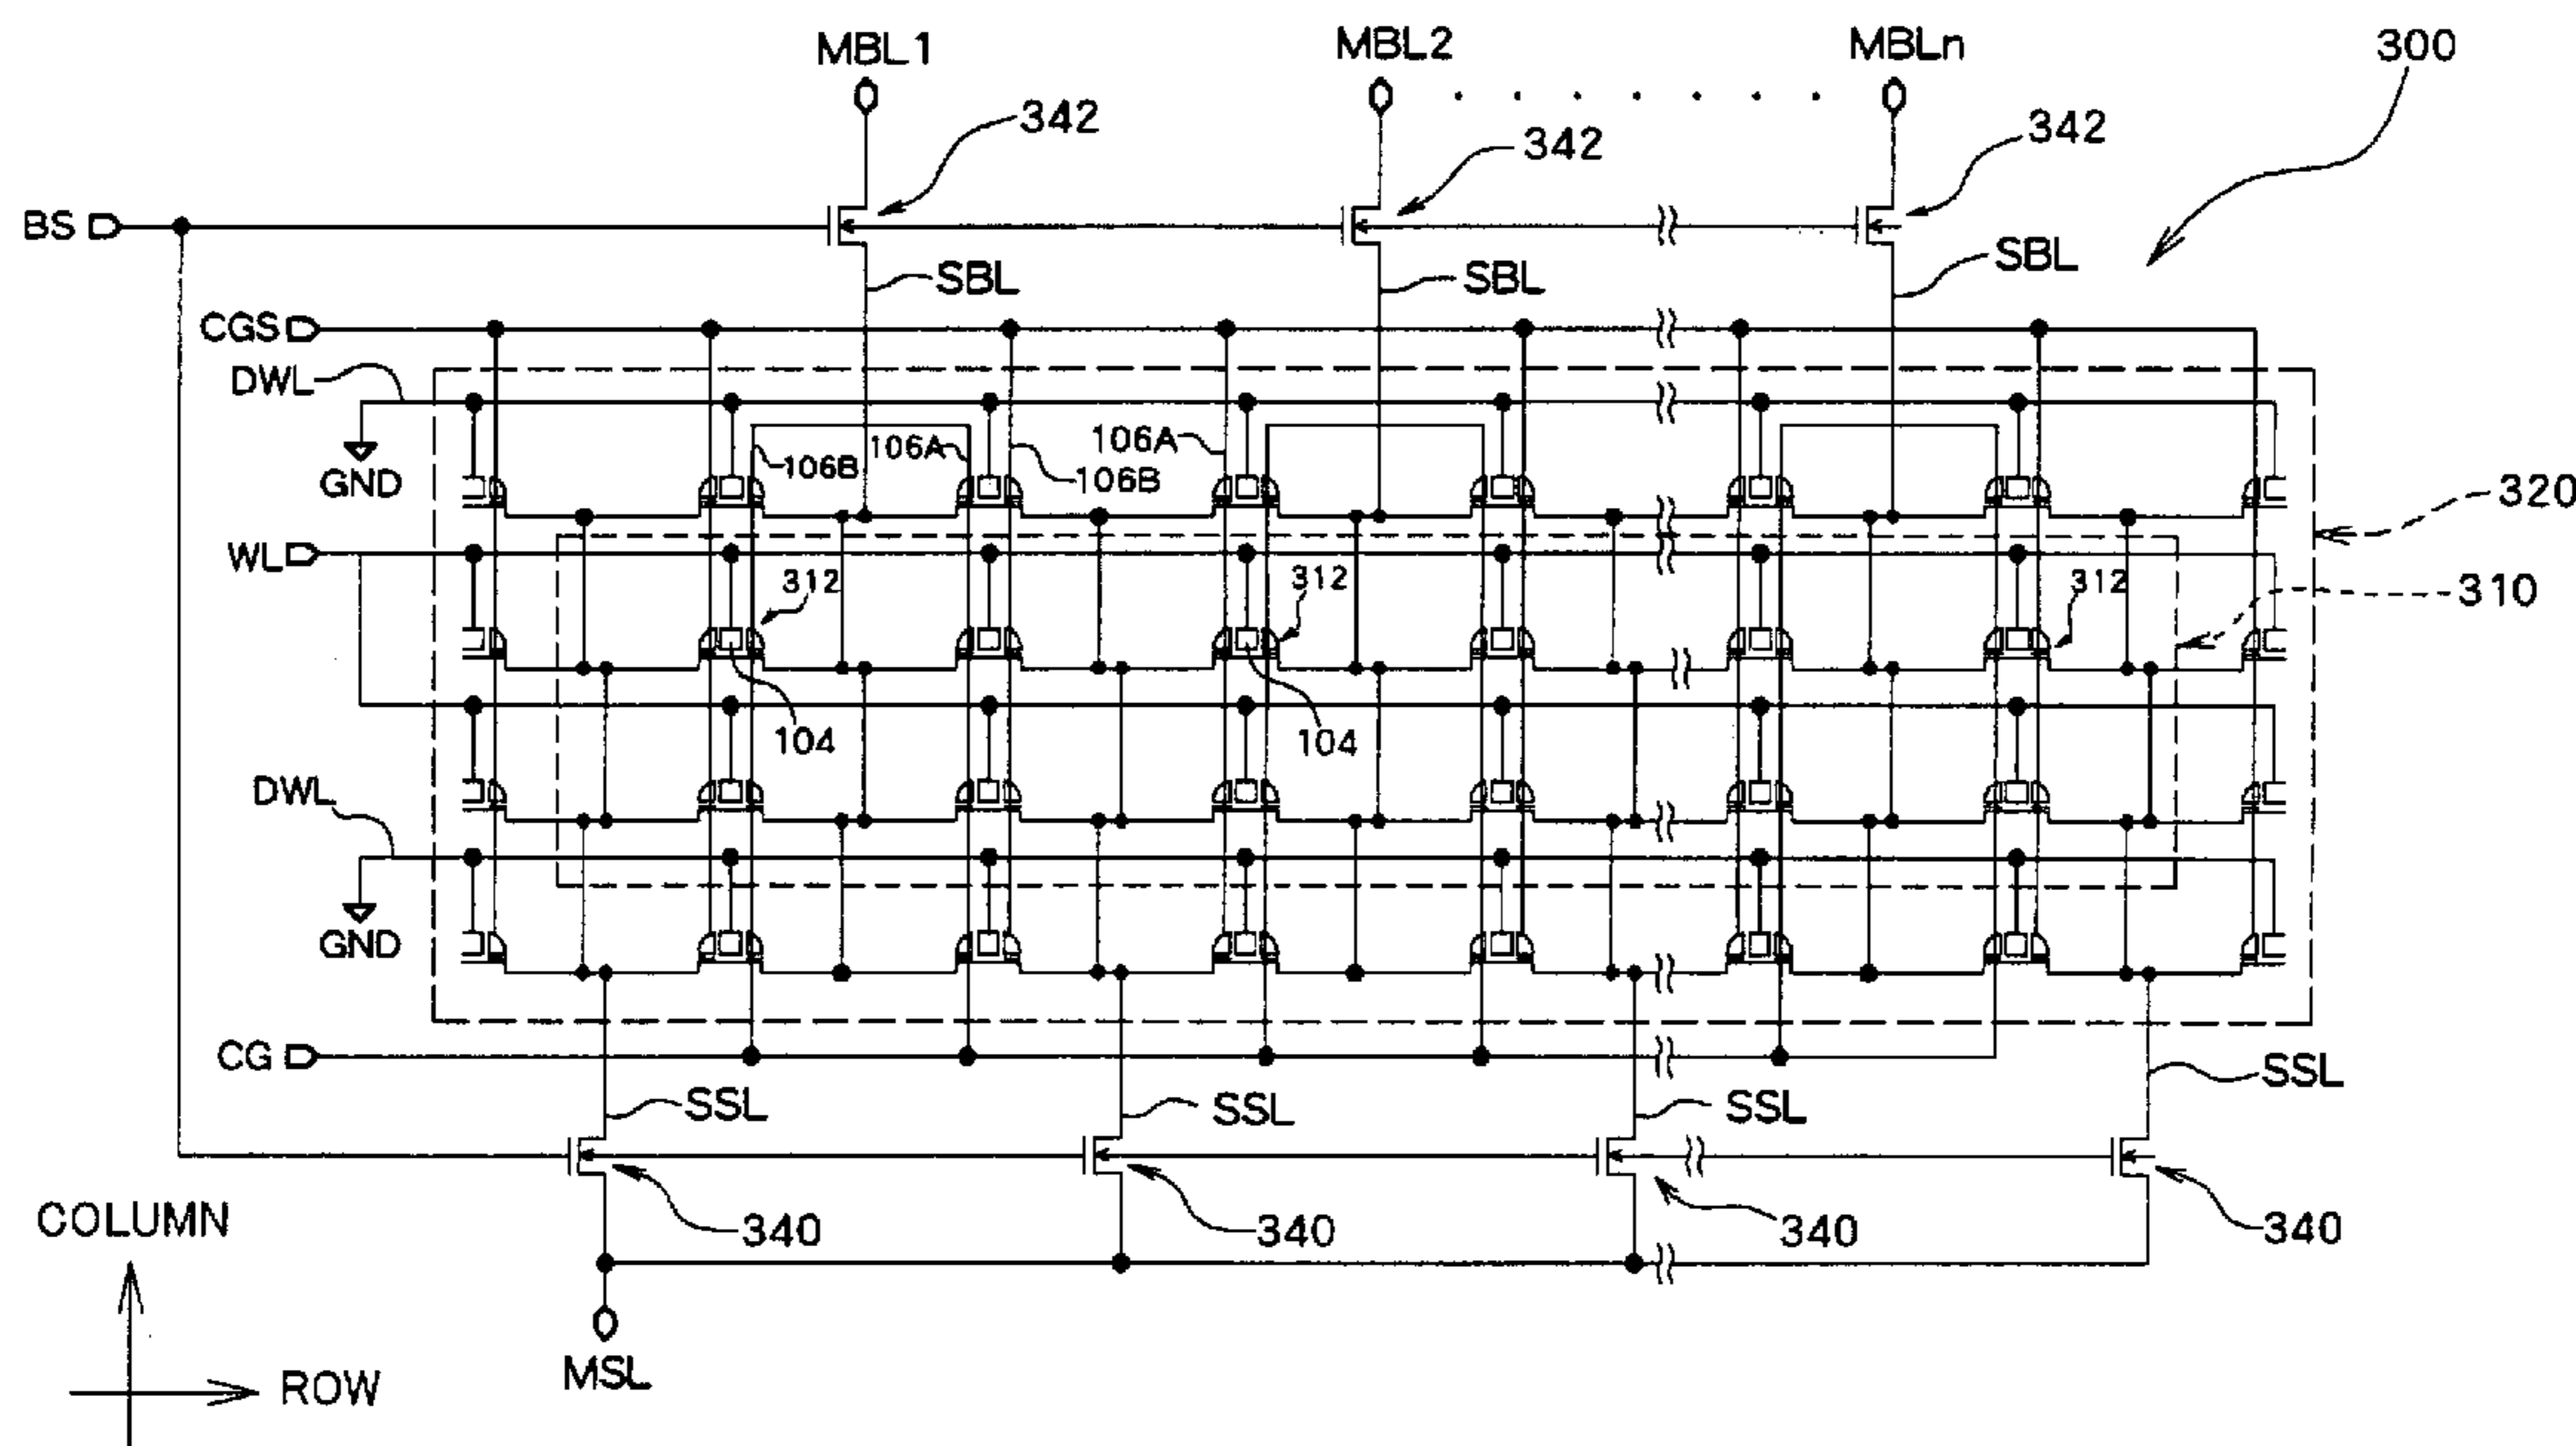 MBL1 MBL2 MBLn 300
342 342 342
BS
SBL SBL SBL
CGS
DWL
106B 106A 106A 106B
GND
320
WL
312 312 312 310
104 104
DWL
GND
CG
SSL SSL SSL SSL
340 340 340 340
COLUMN
MSL
ROW